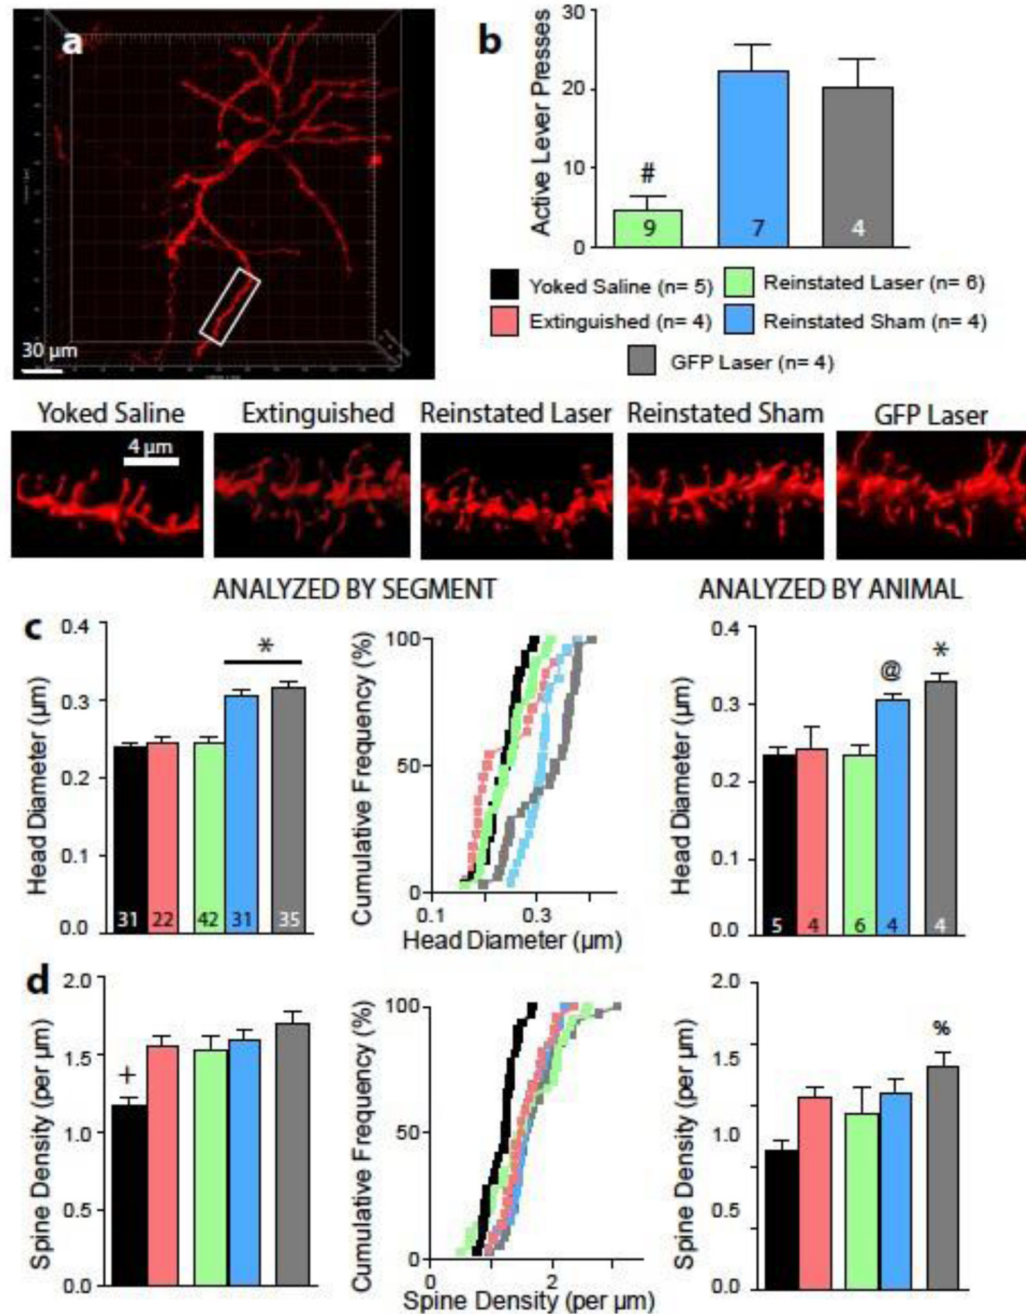 a
30 µm
b
Active Lever Presses
30
20
10
0
#
9
7
4
Yoked Saline (n= 5)
Reinstated Laser (n= 6)
Extinguished (n= 4)
Reinstated Sham (n= 4)
GFP Laser (n= 4)
Yoked Saline
Extinguished
Reinstated Laser
Reinstated Sham
GFP Laser
4 µm
ANALYZED BY SEGMENT
ANALYZED BY ANIMAL
c
Head Diameter (µm)
0.4
0.3
0.2
0.1
0.0
*
31
22
42
31
35
Cumulative Frequency (%)
100
50
0
0.1
0.3
Head Diameter (µm)
Head Diameter (µm)
0.4
0.3
0.2
0.1
0.0
@
*
5
4
6
4
4
d
Spine Density (per µm)
2.0
1.5
1.0
0.5
0.0
+
Cumulative Frequency (%)
100
50
0
0
2
Spine Density (per µm)
Spine Density (per µm)
2.0
1.5
1.0
0.5
0.0
%